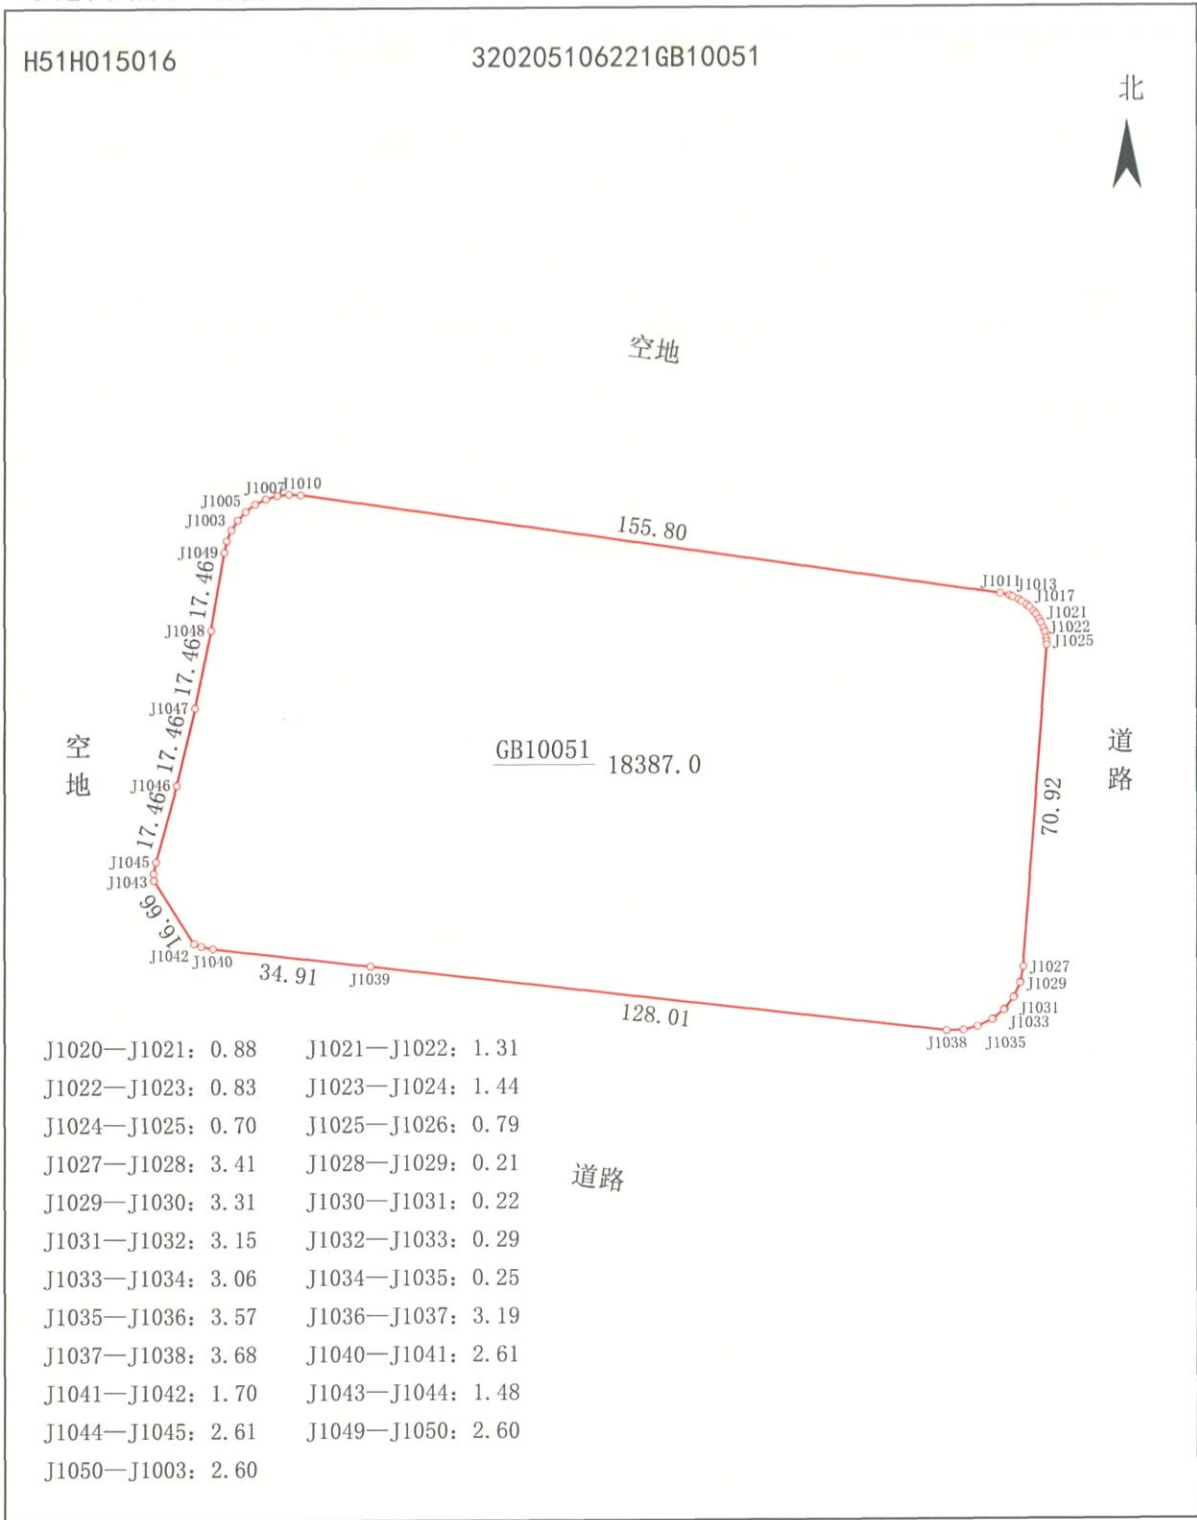 H51H015016 320205106221GB10051
北
空地
J1007 J1010
J1005
J1003
J1049
155.80
17.46
J1011 J1013
J1017
J1021
J1022
J1025
J1048
17.46
J1047
17.46
空地
道路
GB10051 18387.0
J1046
17.46
70.92
J1045
J1043
16.66
J1042 J1040
34.91
J1039
J1027
J1029
J1031
J1033
128.01
J1038 J1035
J1020—J1021: 0.88 J1021—J1022: 1.31
J1022—J1023: 0.83 J1023—J1024: 1.44
J1024—J1025: 0.70 J1025—J1026: 0.79
J1027—J1028: 3.41 J1028—J1029: 0.21
道路
J1029—J1030: 3.31 J1030—J1031: 0.22
J1031—J1032: 3.15 J1032—J1033: 0.29
J1033—J1034: 3.06 J1034—J1035: 0.25
J1035—J1036: 3.57 J1036—J1037: 3.19
J1037—J1038: 3.68 J1040—J1041: 2.61
J1041—J1042: 1.70 J1043—J1044: 1.48
J1044—J1045: 2.61 J1049—J1050: 2.60
J1050—J1003: 2.60